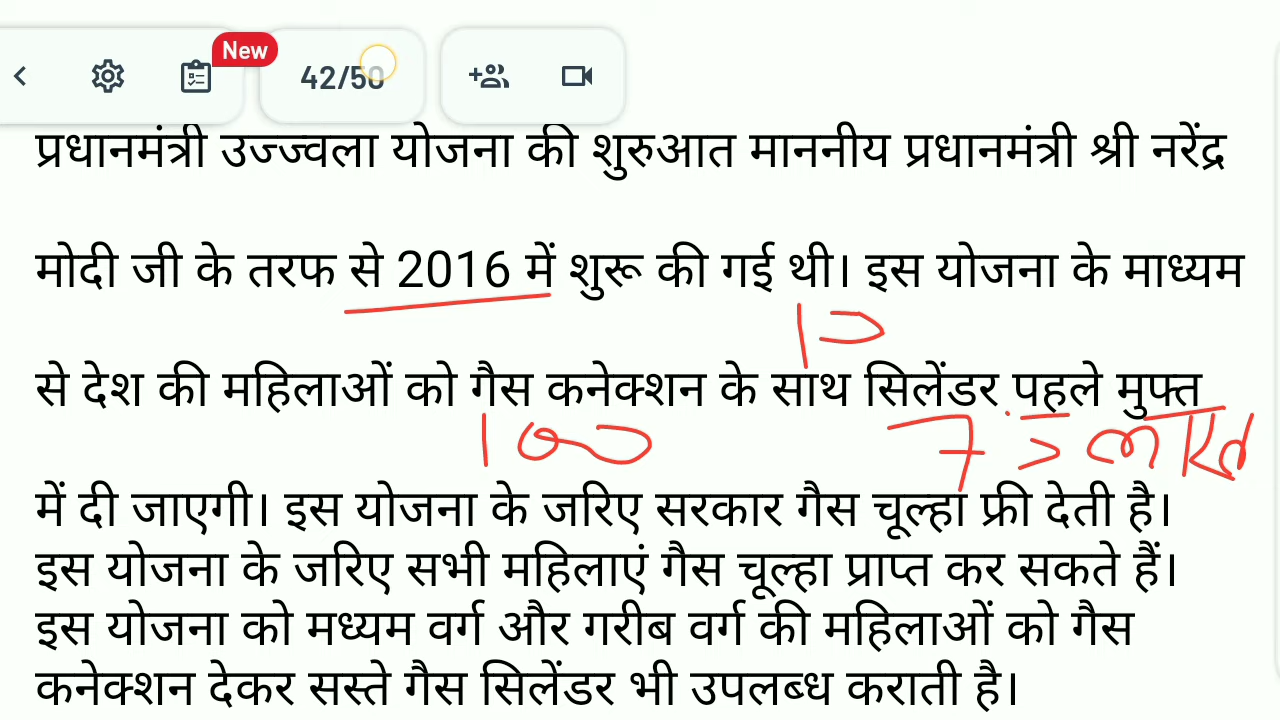 New
42/50
प्रधानमंत्री उज्ज्वला योजना की शुरुआत माननीय प्रधानमंत्री श्री नरेंद्र
मोदी जी के तरफ से 2016 में शुरू की गई थी। इस योजना के माध्यम
से देश की महिलाओं को गैस कनेक्शन के साथ सिलेंडर पहले मुफ्त
100
में दी जाएगी। इस योजना के जरिए सरकार गैस चूल्हा फ्री देती है।
इस योजना के जरिए सभी महिलाएं गैस चूल्हा प्राप्त कर सकते हैं।
इस योजना को मध्यम वर्ग और गरीब वर्ग की महिलाओं को गैस
कनेक्शन देकर सस्ते गैस सिलेंडर भी उपलब्ध कराती है।